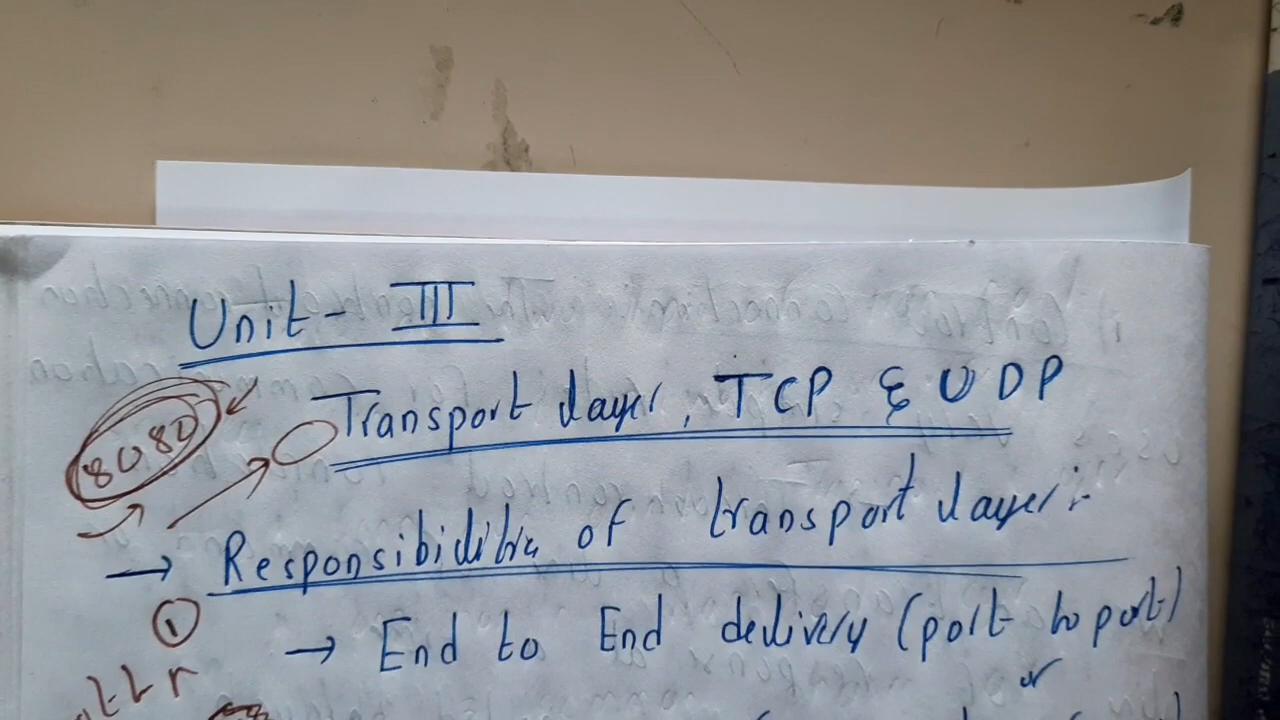 Unit - III
Transport layer, TCP & UDP
8080
→ Responsibilities of transport layer:-
①
→ End to End delivery (port to port)
or